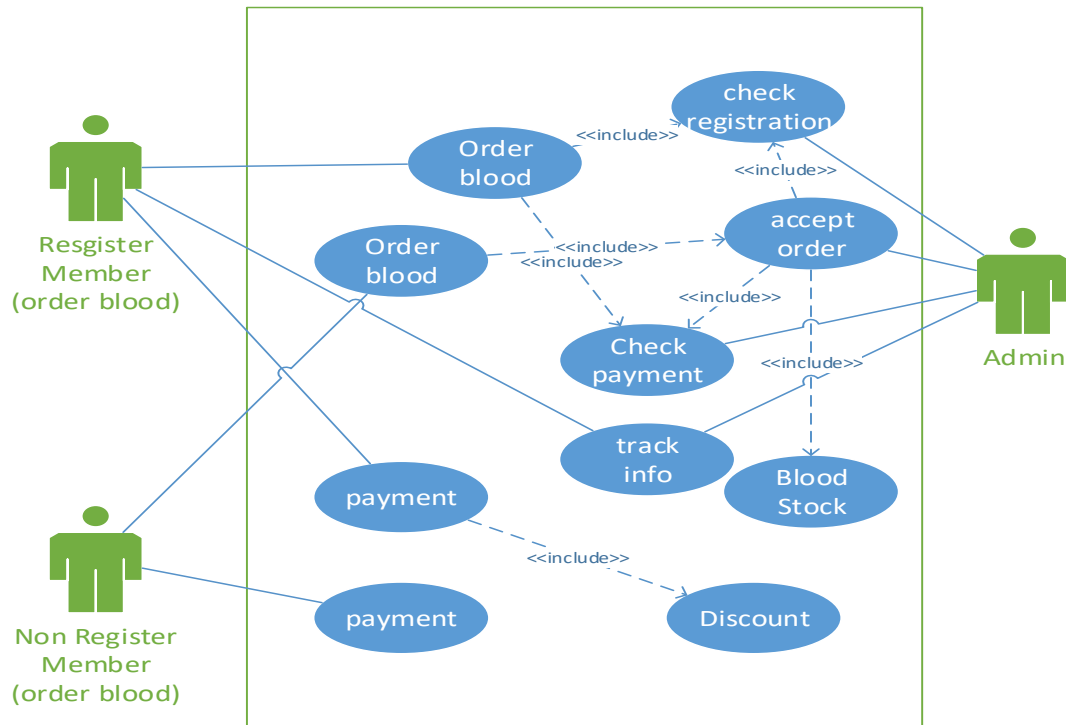 check
registration
<<include>>
Order
blood
<<include>>
Resgister
Member
(order blood)
Order
blood
<<include>>
<<include>>
accept
order
<<include>>
Check
payment
<<include>>
Admin
track
info
Blood
Stock
payment
<<include>>
Non Register
Member
(order blood)
payment
Discount